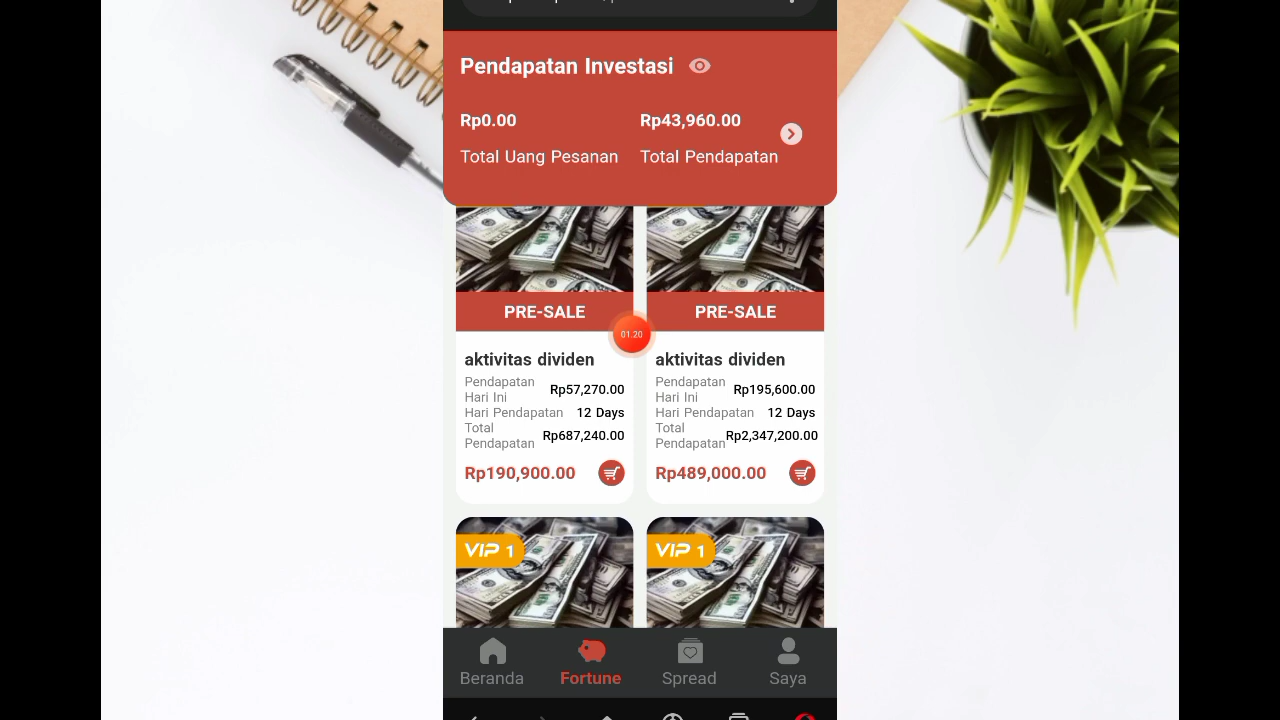 Pendapatan Investasi
Rp0.00 Rp43,960.00
Total Uang Pesanan Total Pendapatan
PRE-SALE PRE-SALE
01.20
aktivitas dividen aktivitas dividen
Pendapatan Hari Ini Rp57,270.00 Pendapatan Hari Ini Rp195,600.00
Hari Pendapatan 12 Days Hari Pendapatan 12 Days
Total Pendapatan Rp687,240.00 Total Pendapatan Rp2,347,200.00
Rp190,900.00 Rp489,000.00
VIP 1 VIP 1
Beranda Fortune Spread Saya